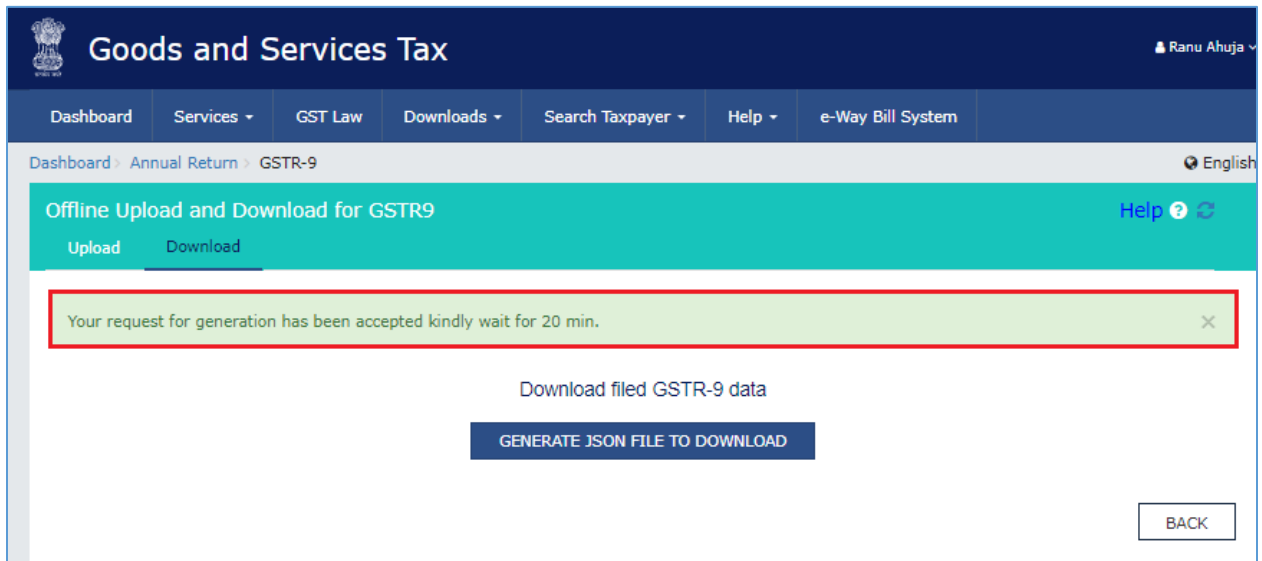 Goods and Services Tax
Ranu Ahuja
Dashboard Services GST Law Downloads Search Taxpayer Help e-Way Bill System
Dashboard > Annual Return > GSTR-9 English
Offline Upload and Download for GSTR9 Help ?
Upload Download
Your request for generation has been accepted kindly wait for 20 min. ×
Download filed GSTR-9 data
GENERATE JSON FILE TO DOWNLOAD
BACK